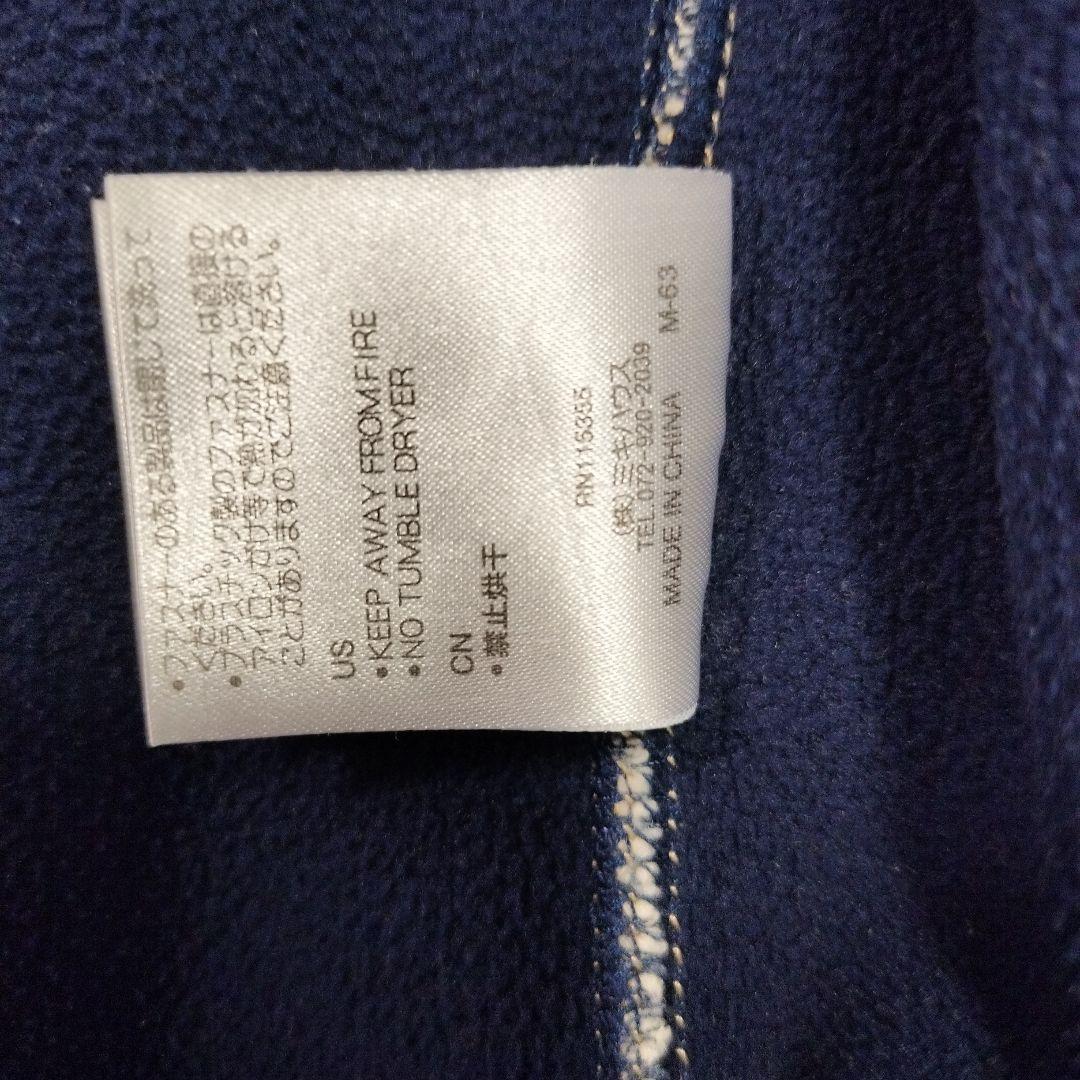 ・ファスナーのある製品は閉じて洗って
ください。
・プラスチック製のファスナーは直接の
アイロンがけ等で熱が加わると溶ける
ことがありますのでご注意ください。
US
•KEEP AWAY FROM FIRE
•NO TUMBLE DRYER
CN
•禁止烘干
RN116355
(株)ミキハウス
TEL 072-920-2039
MADE IN CHINA M-63